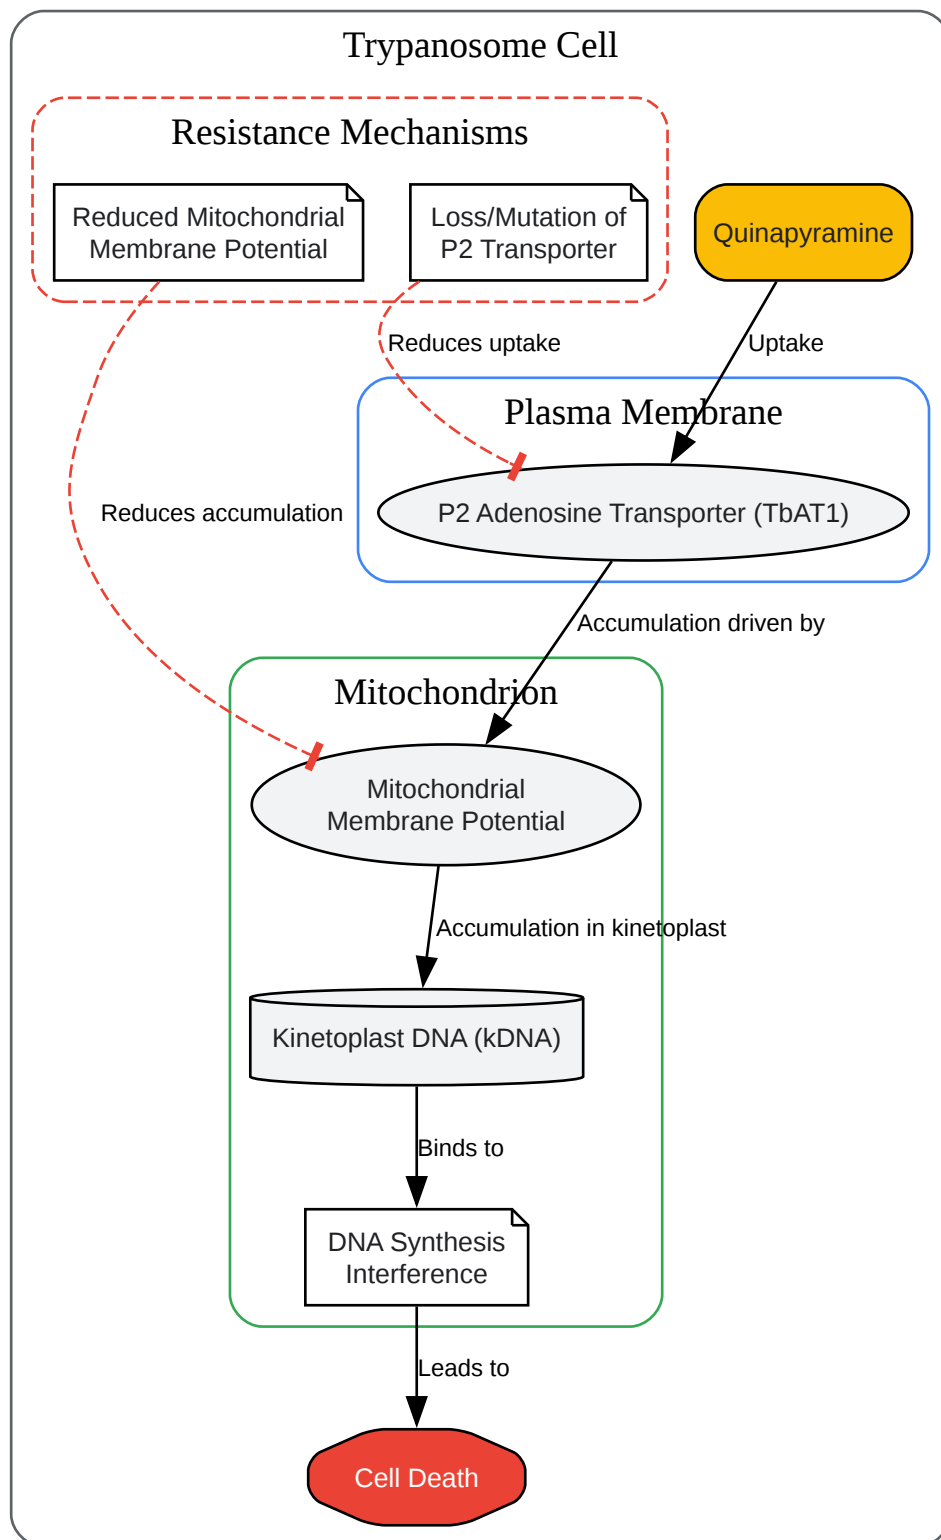 Trypanosome Cell
Resistance Mechanisms
Reduced Mitochondrial
Membrane Potential
Loss/Mutation of
P2 Transporter
Quinapyramine
Reduces uptake
Uptake
Plasma Membrane
P2 Adenosine Transporter (TbAT1)
Reduces accumulation
Accumulation driven by
Mitochondrion
Mitochondrial
Membrane Potential
Accumulation in kinetoplast
Kinetoplast DNA (kDNA)
Binds to
DNA Synthesis
Interference
Leads to
Cell Death